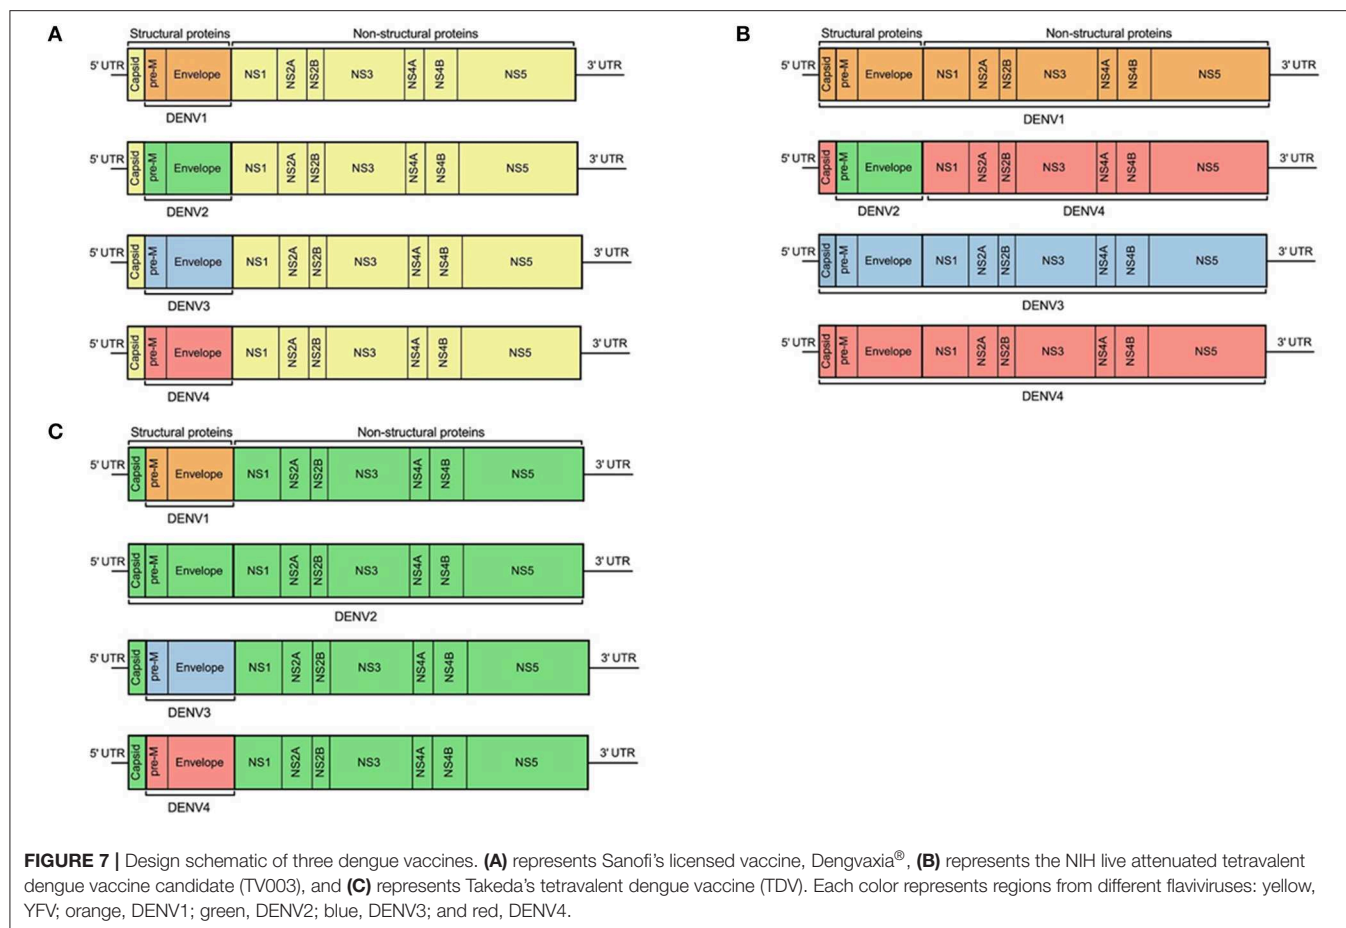 A
Structural proteins Non-structural proteins
5' UTR Capsid pre-M Envelope NS1 NS2A NS2B NS3 NS4A NS4B NS5 3' UTR
DENV1
5' UTR Capsid pre-M Envelope NS1 NS2A NS2B NS3 NS4A NS4B NS5 3' UTR
DENV2
5' UTR Capsid pre-M Envelope NS1 NS2A NS2B NS3 NS4A NS4B NS5 3' UTR
DENV3
5' UTR Capsid pre-M Envelope NS1 NS2A NS2B NS3 NS4A NS4B NS5 3' UTR
DENV4
B
Structural proteins Non-structural proteins
5' UTR Capsid pre-M Envelope NS1 NS2A NS2B NS3 NS4A NS4B NS5 3' UTR
DENV1
5' UTR Capsid pre-M Envelope NS1 NS2A NS2B NS3 NS4A NS4B NS5 3' UTR
DENV2 DENV4
5' UTR Capsid pre-M Envelope NS1 NS2A NS2B NS3 NS4A NS4B NS5 3' UTR
DENV3
5' UTR Capsid pre-M Envelope NS1 NS2A NS2B NS3 NS4A NS4B NS5 3' UTR
DENV4
C
Structural proteins Non-structural proteins
5' UTR Capsid pre-M Envelope NS1 NS2A NS2B NS3 NS4A NS4B NS5 3' UTR
DENV1
5' UTR Capsid pre-M Envelope NS1 NS2A NS2B NS3 NS4A NS4B NS5 3' UTR
DENV2
5' UTR Capsid pre-M Envelope NS1 NS2A NS2B NS3 NS4A NS4B NS5 3' UTR
DENV3
5' UTR Capsid pre-M Envelope NS1 NS2A NS2B NS3 NS4A NS4B NS5 3' UTR
DENV4
FIGURE 7 | Design schematic of three dengue vaccines. (A) represents Sanofi's licensed vaccine, Dengvaxia®, (B) represents the NIH live attenuated tetravalent
dengue vaccine candidate (TV003), and (C) represents Takeda's tetravalent dengue vaccine (TDV). Each color represents regions from different flaviviruses: yellow,
YFV; orange, DENV1; green, DENV2; blue, DENV3; and red, DENV4.